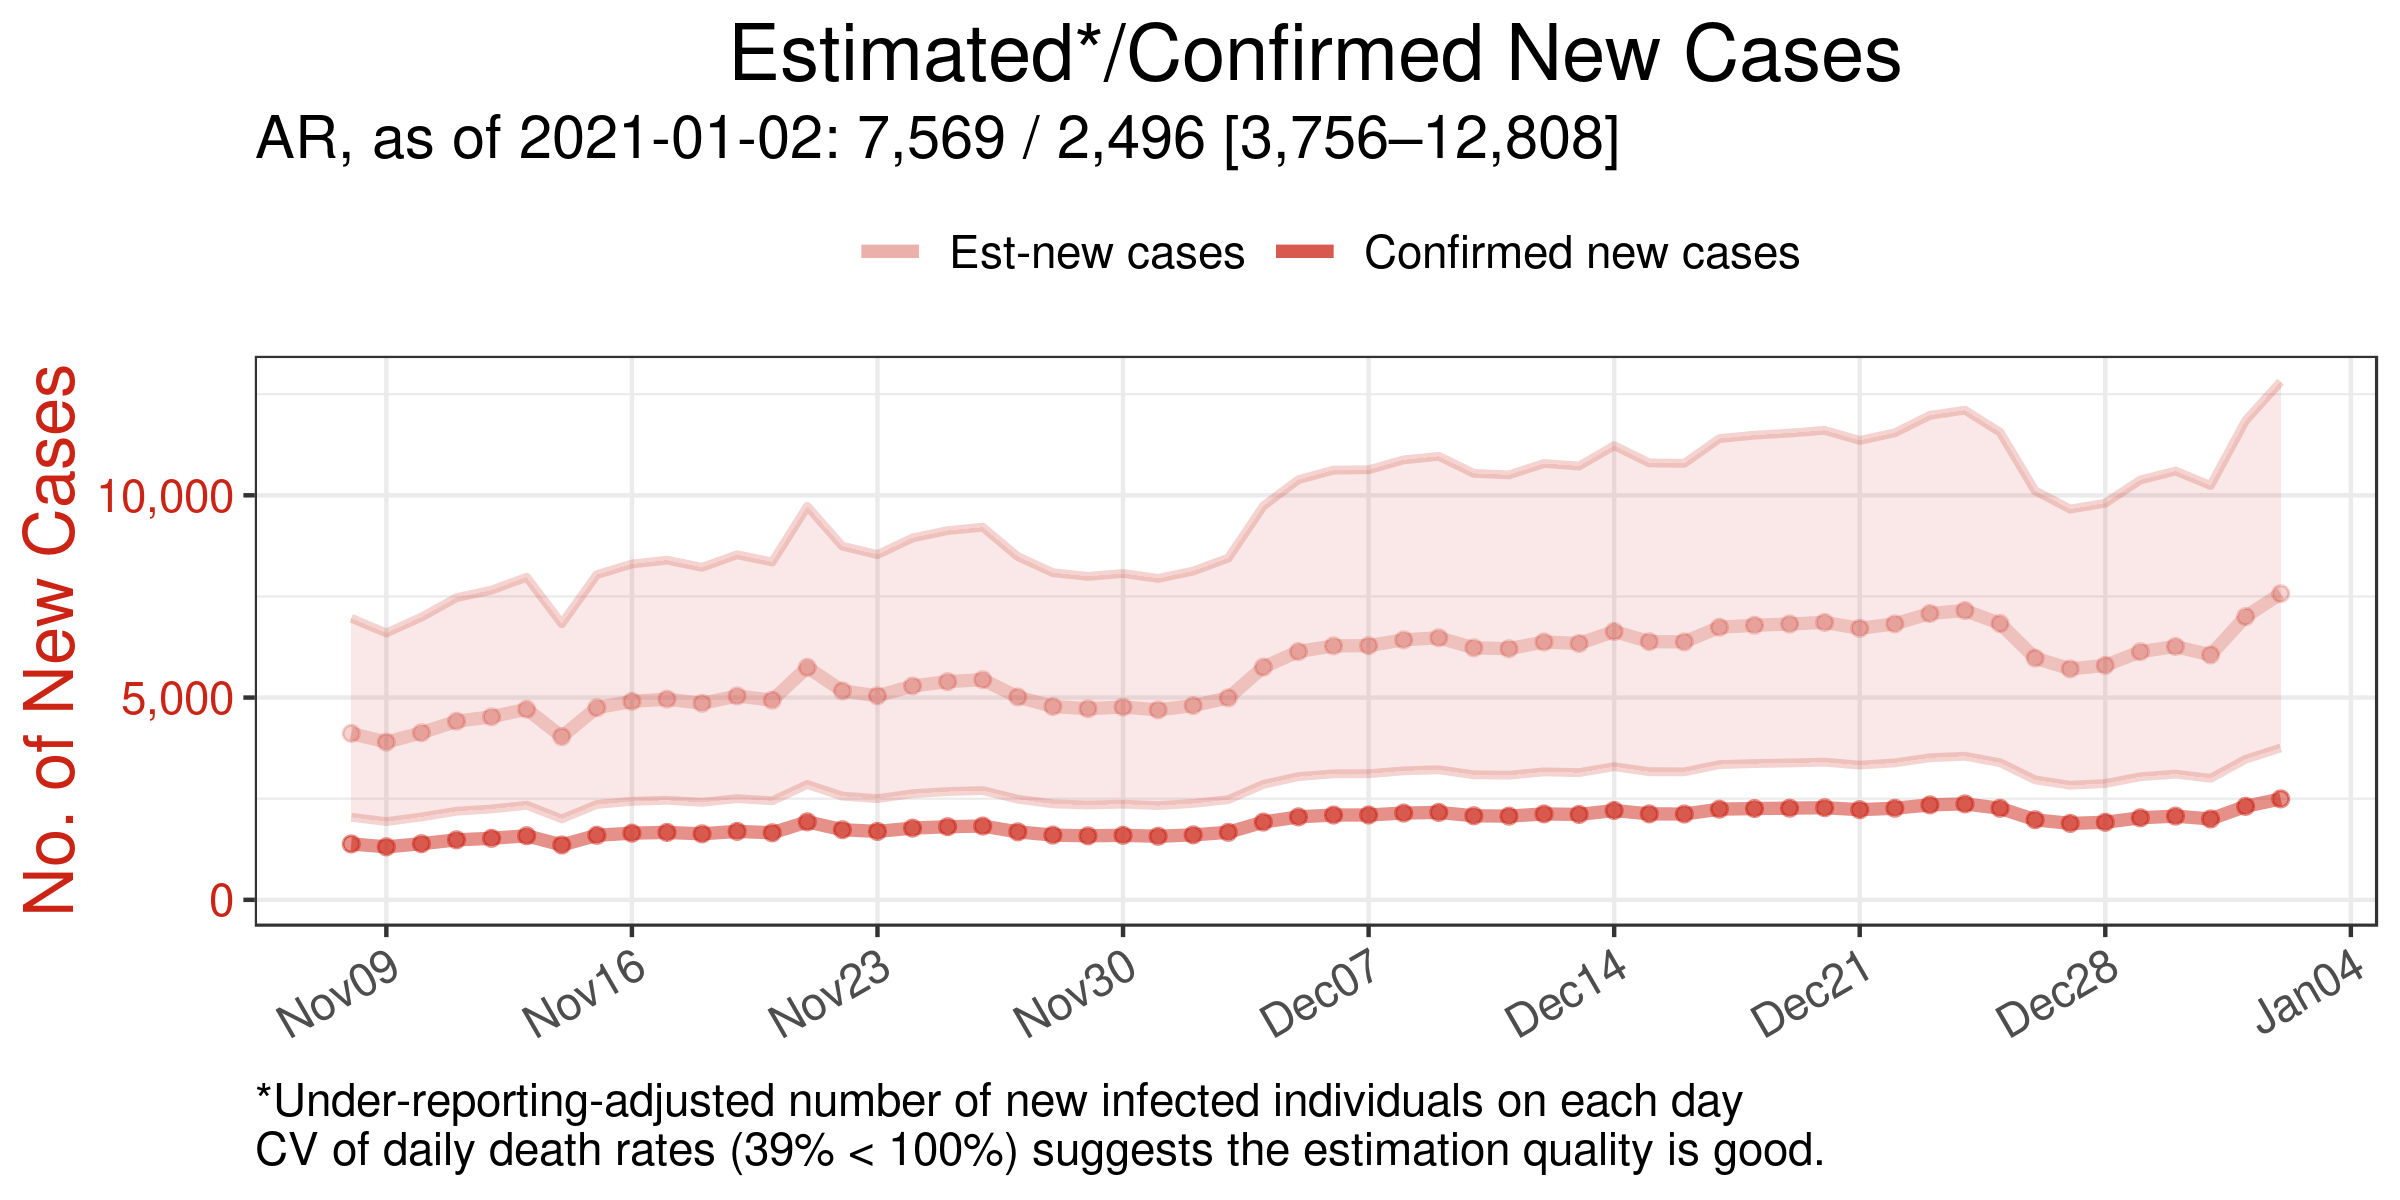 Estimated*/Confirmed New Cases
AR, as of 2021-01-02: 7,569 / 2,496 [3,756–12,808]
Est-new cases
Confirmed new cases
No. of New Cases
10,000
5,000
0
Nov09
Nov16
Nov23
Nov30
Dec07
Dec14
Dec21
Dec28
Jan04
*Under-reporting-adjusted number of new infected individuals on each day
CV of daily death rates (39% < 100%) suggests the estimation quality is good.